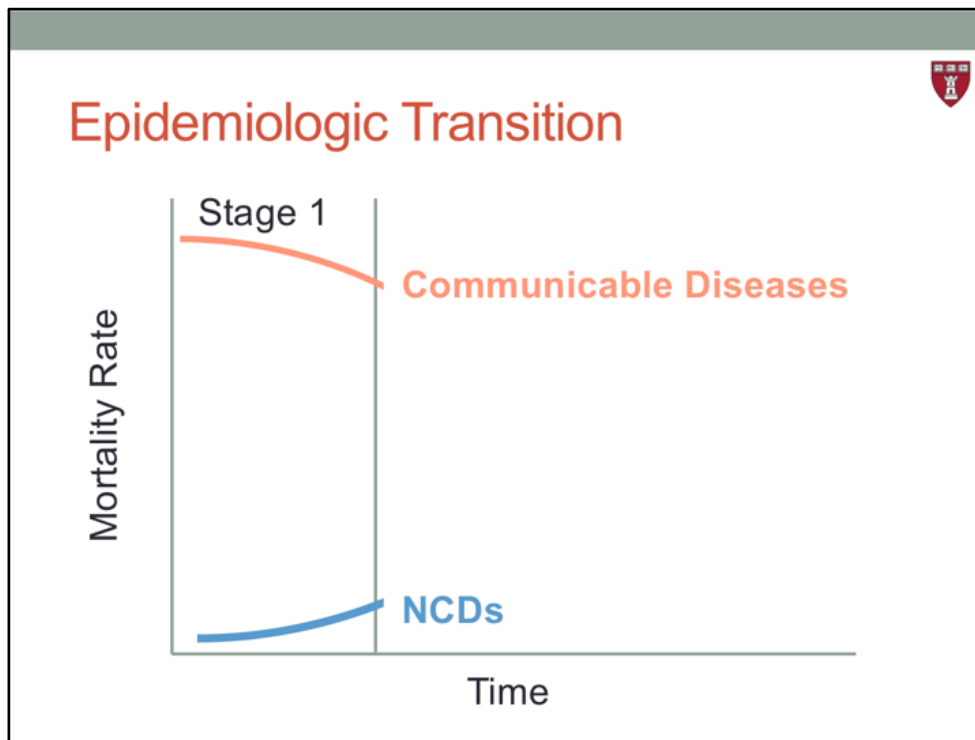 Epidemiologic Transition
Stage 1
Communicable Diseases
Mortality Rate
NCDs
Time